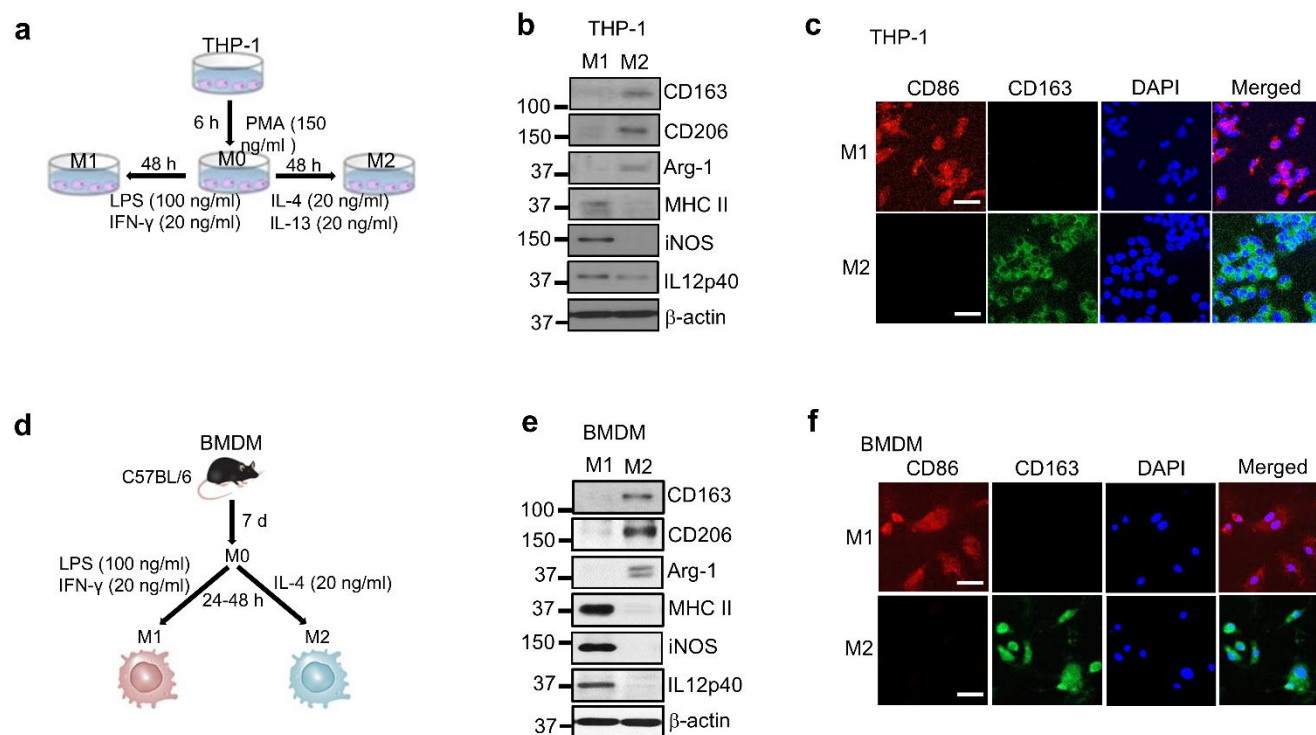 a
THP-1
6 h
PMA (150
ng/ml )
M1
48 h
M0
48 h
M2
LPS (100 ng/ml)
IFN-γ (20 ng/ml)
IL-4 (20 ng/ml)
IL-13 (20 ng/ml)
b
THP-1
M1 M2
CD163
100
CD206
150
Arg-1
37
MHC II
37
150
iNOS
37
IL12p40
37
β-actin
c
THP-1
CD86 CD163 DAPI Merged
M1
M2
d
BMDM
C57BL/6
7 d
M0
LPS (100 ng/ml)
IFN-γ (20 ng/ml)
IL-4 (20 ng/ml)
24-48 h
M1
M2
e
BMDM
M1 M2
CD163
100
CD206
150
Arg-1
37
MHC II
37
150
iNOS
37
IL12p40
37
β-actin
f
BMDM
CD86 CD163 DAPI Merged
M1
M2